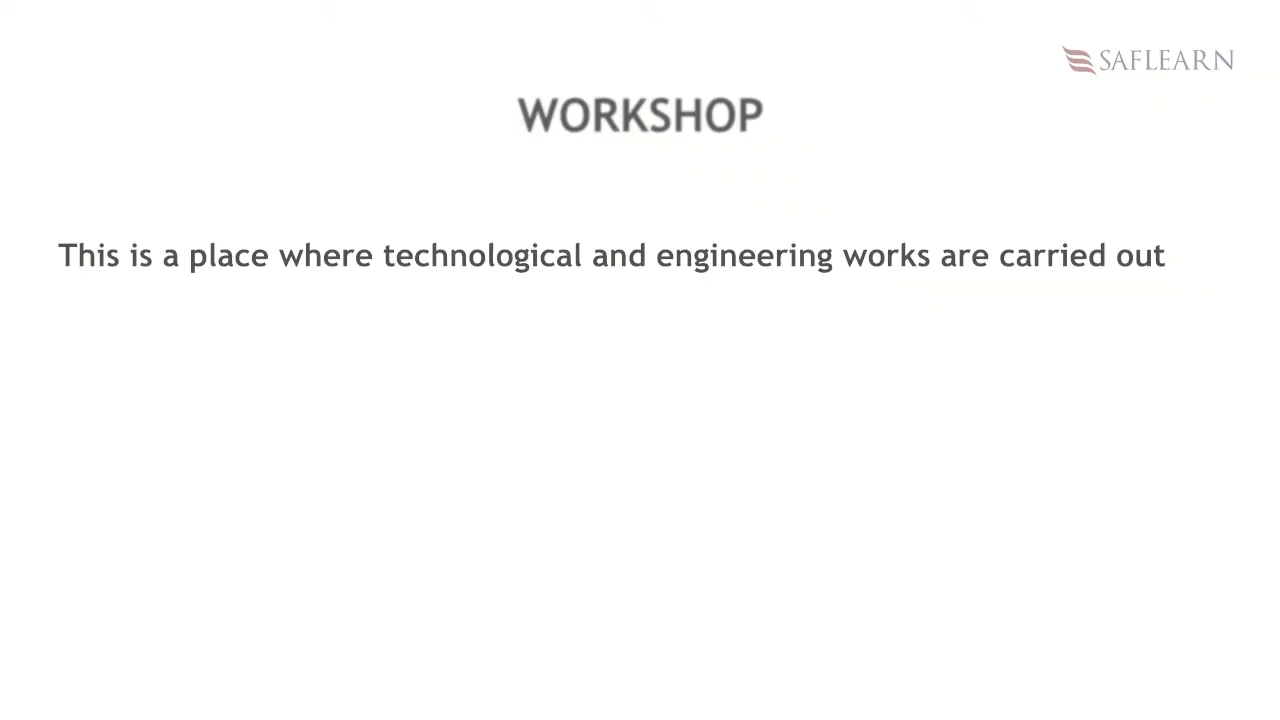 SAFLEARN
WORKSHOP
This is a place where technological and engineering works are carried out